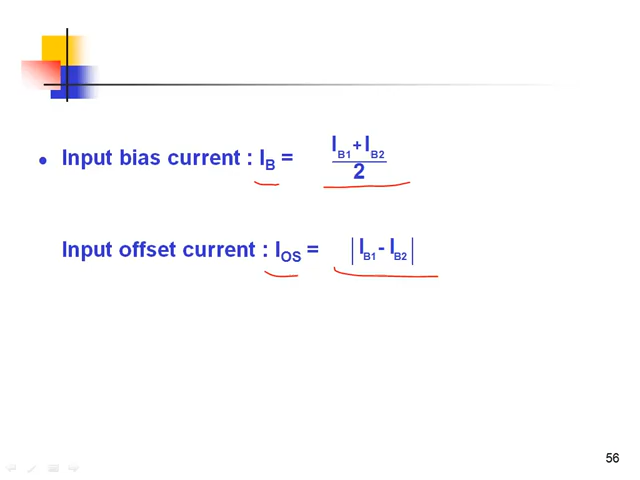 • Input bias current : I_B = (I_B1 + I_B2) / 2
Input offset current : I_OS = |I_B1 - I_B2|
56